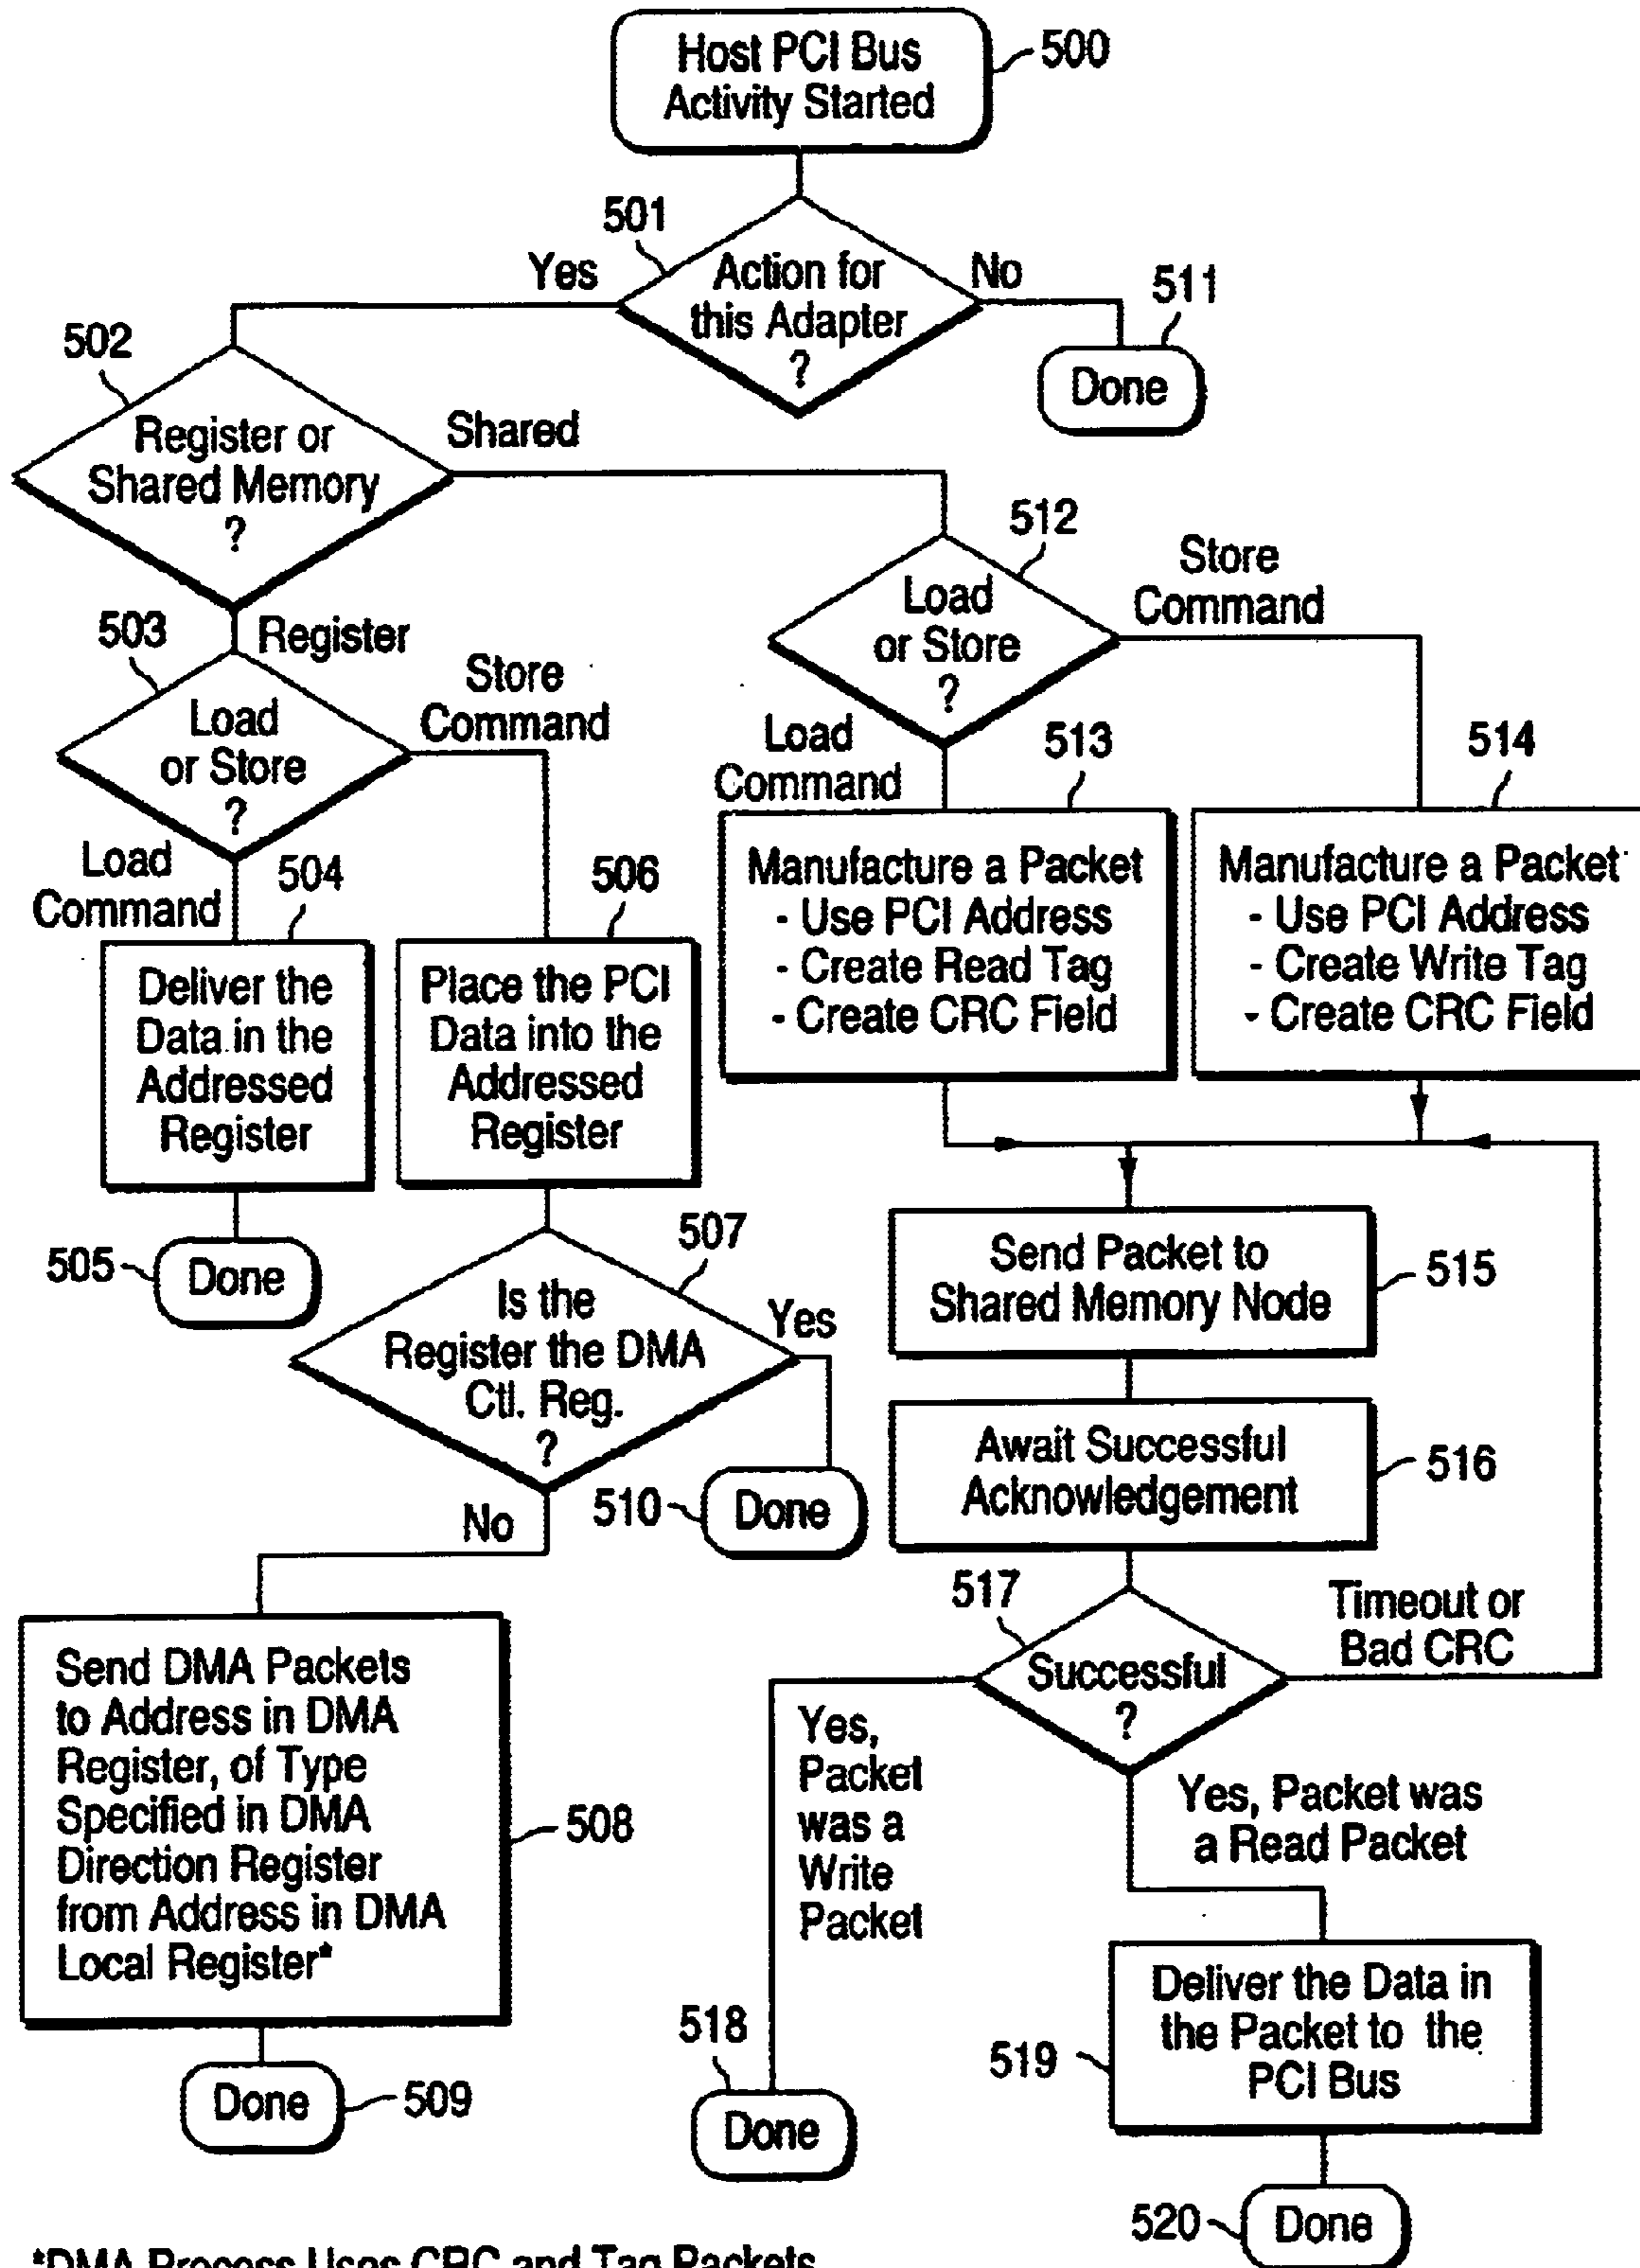 Host PCI Bus
Activity Started
500
501
Yes
Action for
this Adapter
?
No
511
Done
502
Register or
Shared Memory
?
Shared
512
Load
or Store
?
Store
Command
503
Register
Load
or Store
?
Store
Command
Load
Command
513
514
Load
Command
504
506
Manufacture a Packet
- Use PCI Address
- Create Read Tag
- Create CRC Field
Manufacture a Packet
- Use PCI Address
- Create Write Tag
- Create CRC Field
Deliver the
Data in the
Addressed
Register
Place the PCI
Data into the
Addressed
Register
505
Done
507
Is the
Register the DMA
Ctl. Reg.
?
Yes
Send Packet to
Shared Memory Node
515
Await Successful
Acknowledgement
516
No
510
Done
517
Successful
?
Timeout or
Bad CRC
Send DMA Packets
to Address in DMA
Register, of Type
Specified in DMA
Direction Register
from Address in DMA
Local Register*
508
Yes,
Packet
was a
Write
Packet
Yes, Packet was
a Read Packet
Done
509
518
Done
519
Deliver the Data in
the Packet to the
PCI Bus
520
Done
*DMA Process Uses CRC and Tag Packets